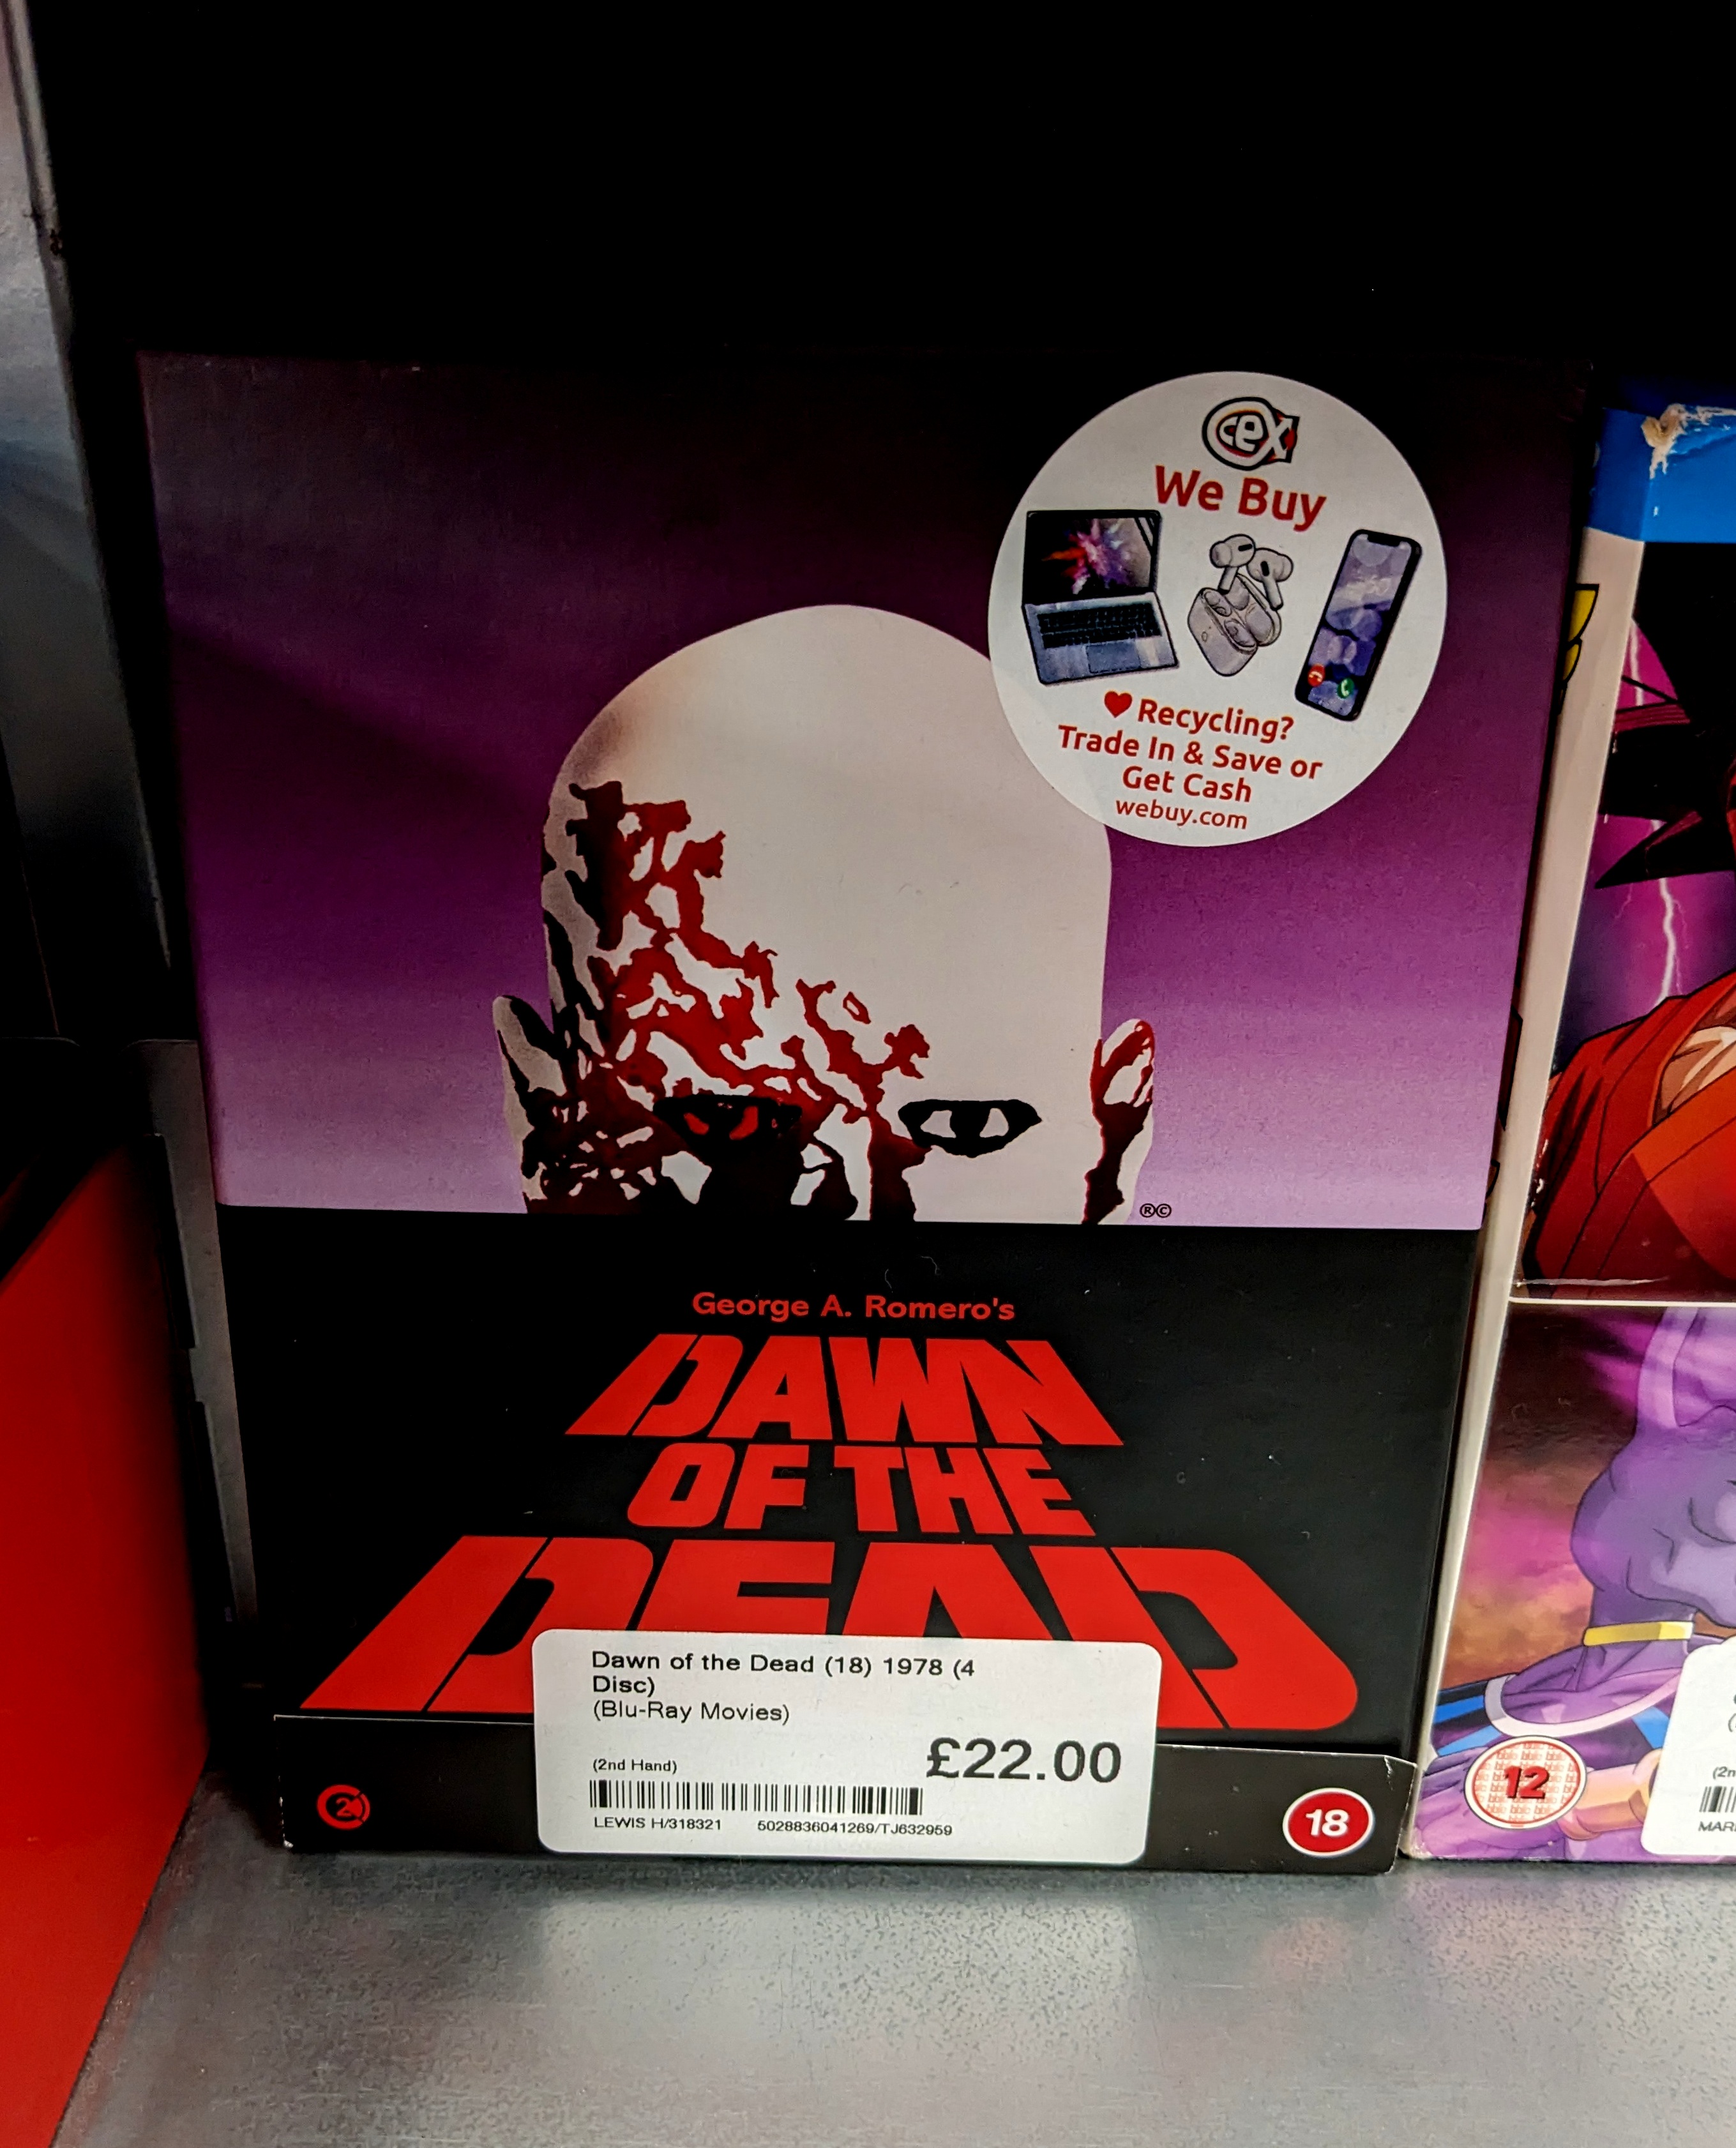 cex
We Buy
Recycling?
Trade In & Save or
Get Cash
webuy.com
®©
George A. Romero's
DAWN
OF THE
DEAD
Dawn of the Dead (18) 1978 (4
Disc)
(Blu-Ray Movies)
(2nd Hand)
£22.00
LEWIS H/318321 5028836041269/TJ632959
2
18
12